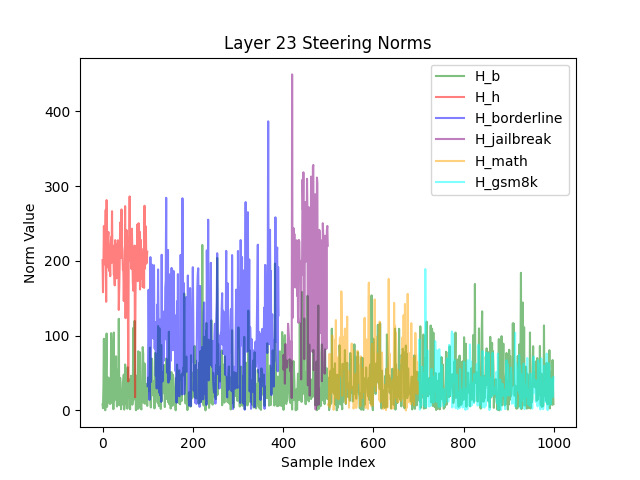 Layer 23 Steering Norms
H_b
H_h
H_borderline
H_jailbreak
H_math
H_gsm8k
Norm Value
400
300
200
100
0
0
200
400
600
800
1000
Sample Index